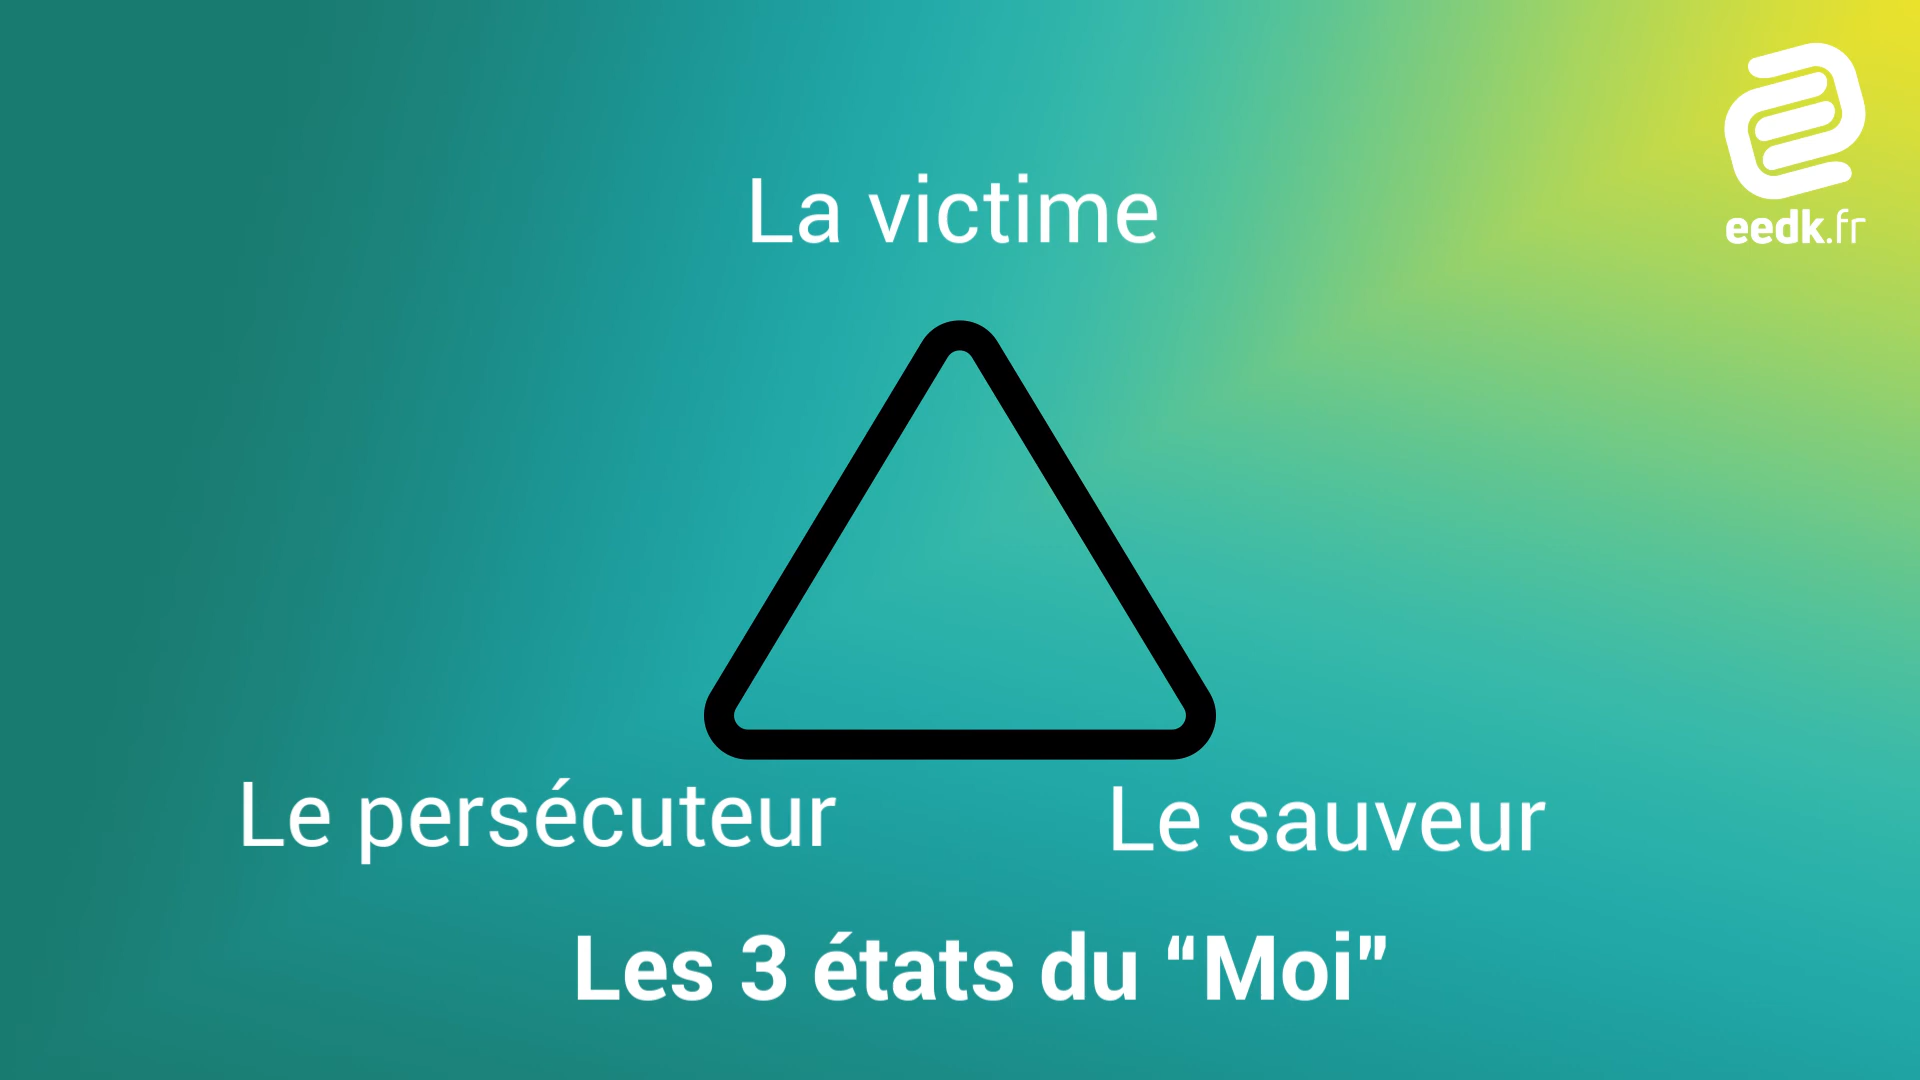 La victime
eedk.fr
Le persécuteur
Le sauveur
Les 3 états du “Moi”